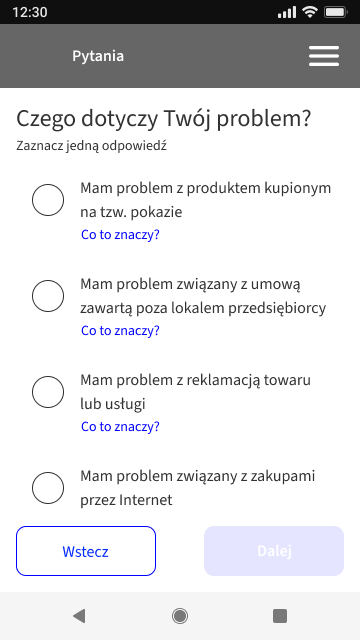 12:30
Pytania
Czego dotyczy Twój problem?
Zaznacz jedną odpowiedź
Mam problem z produktem kupionym
na tzw. pokazie
Co to znaczy?
Mam problem związany z umową
zawartą poza lokalem przedsiębiorcy
Co to znaczy?
Mam problem z reklamacją towaru
lub usługi
Co to znaczy?
Mam problem związany z zakupami
przez Internet
Wstecz
Dalej